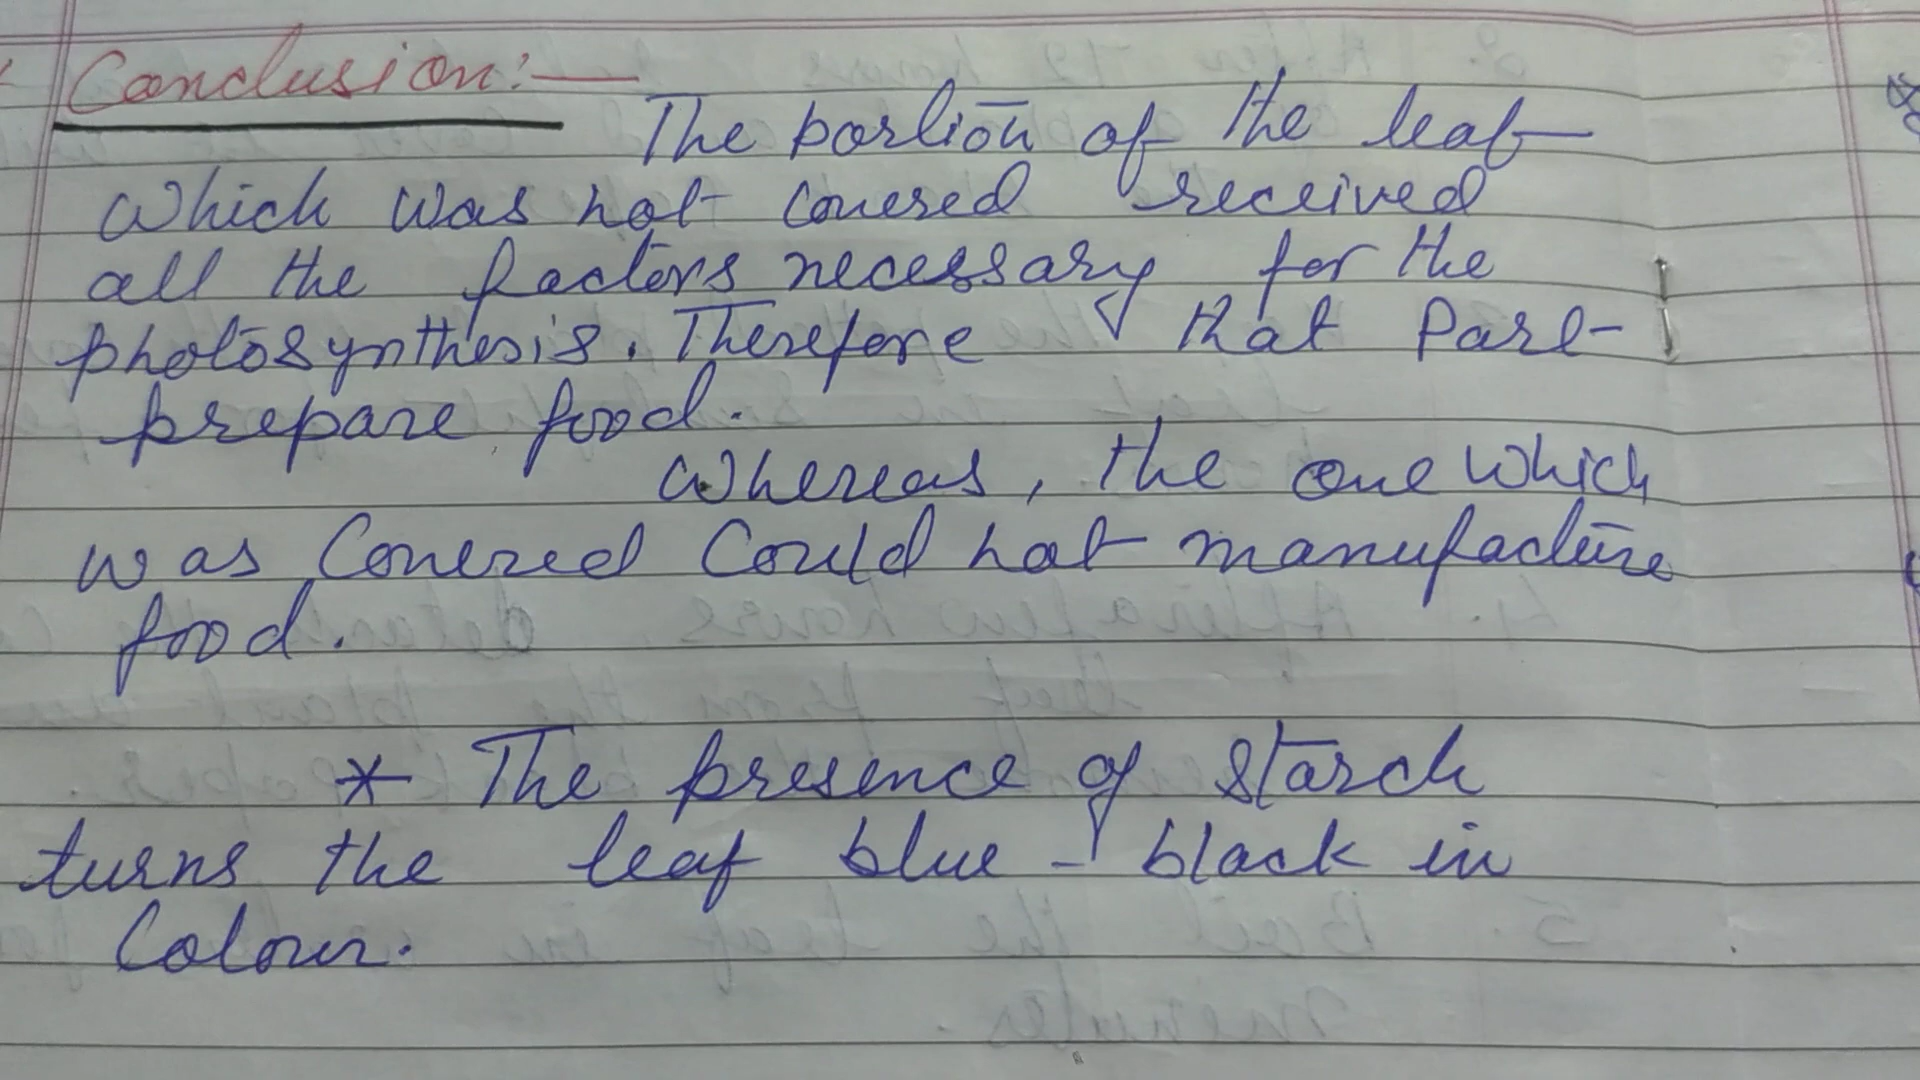 Conclusion:—
The portion of the leaf
which was not covered received
all the factors necessary for the
photosynthesis. Therefore that Part
prepare food.
Whereas, the one which
was Covered Could not manufacture
food.
* The presence of starch
turns the leaf blue - black in
Colour.